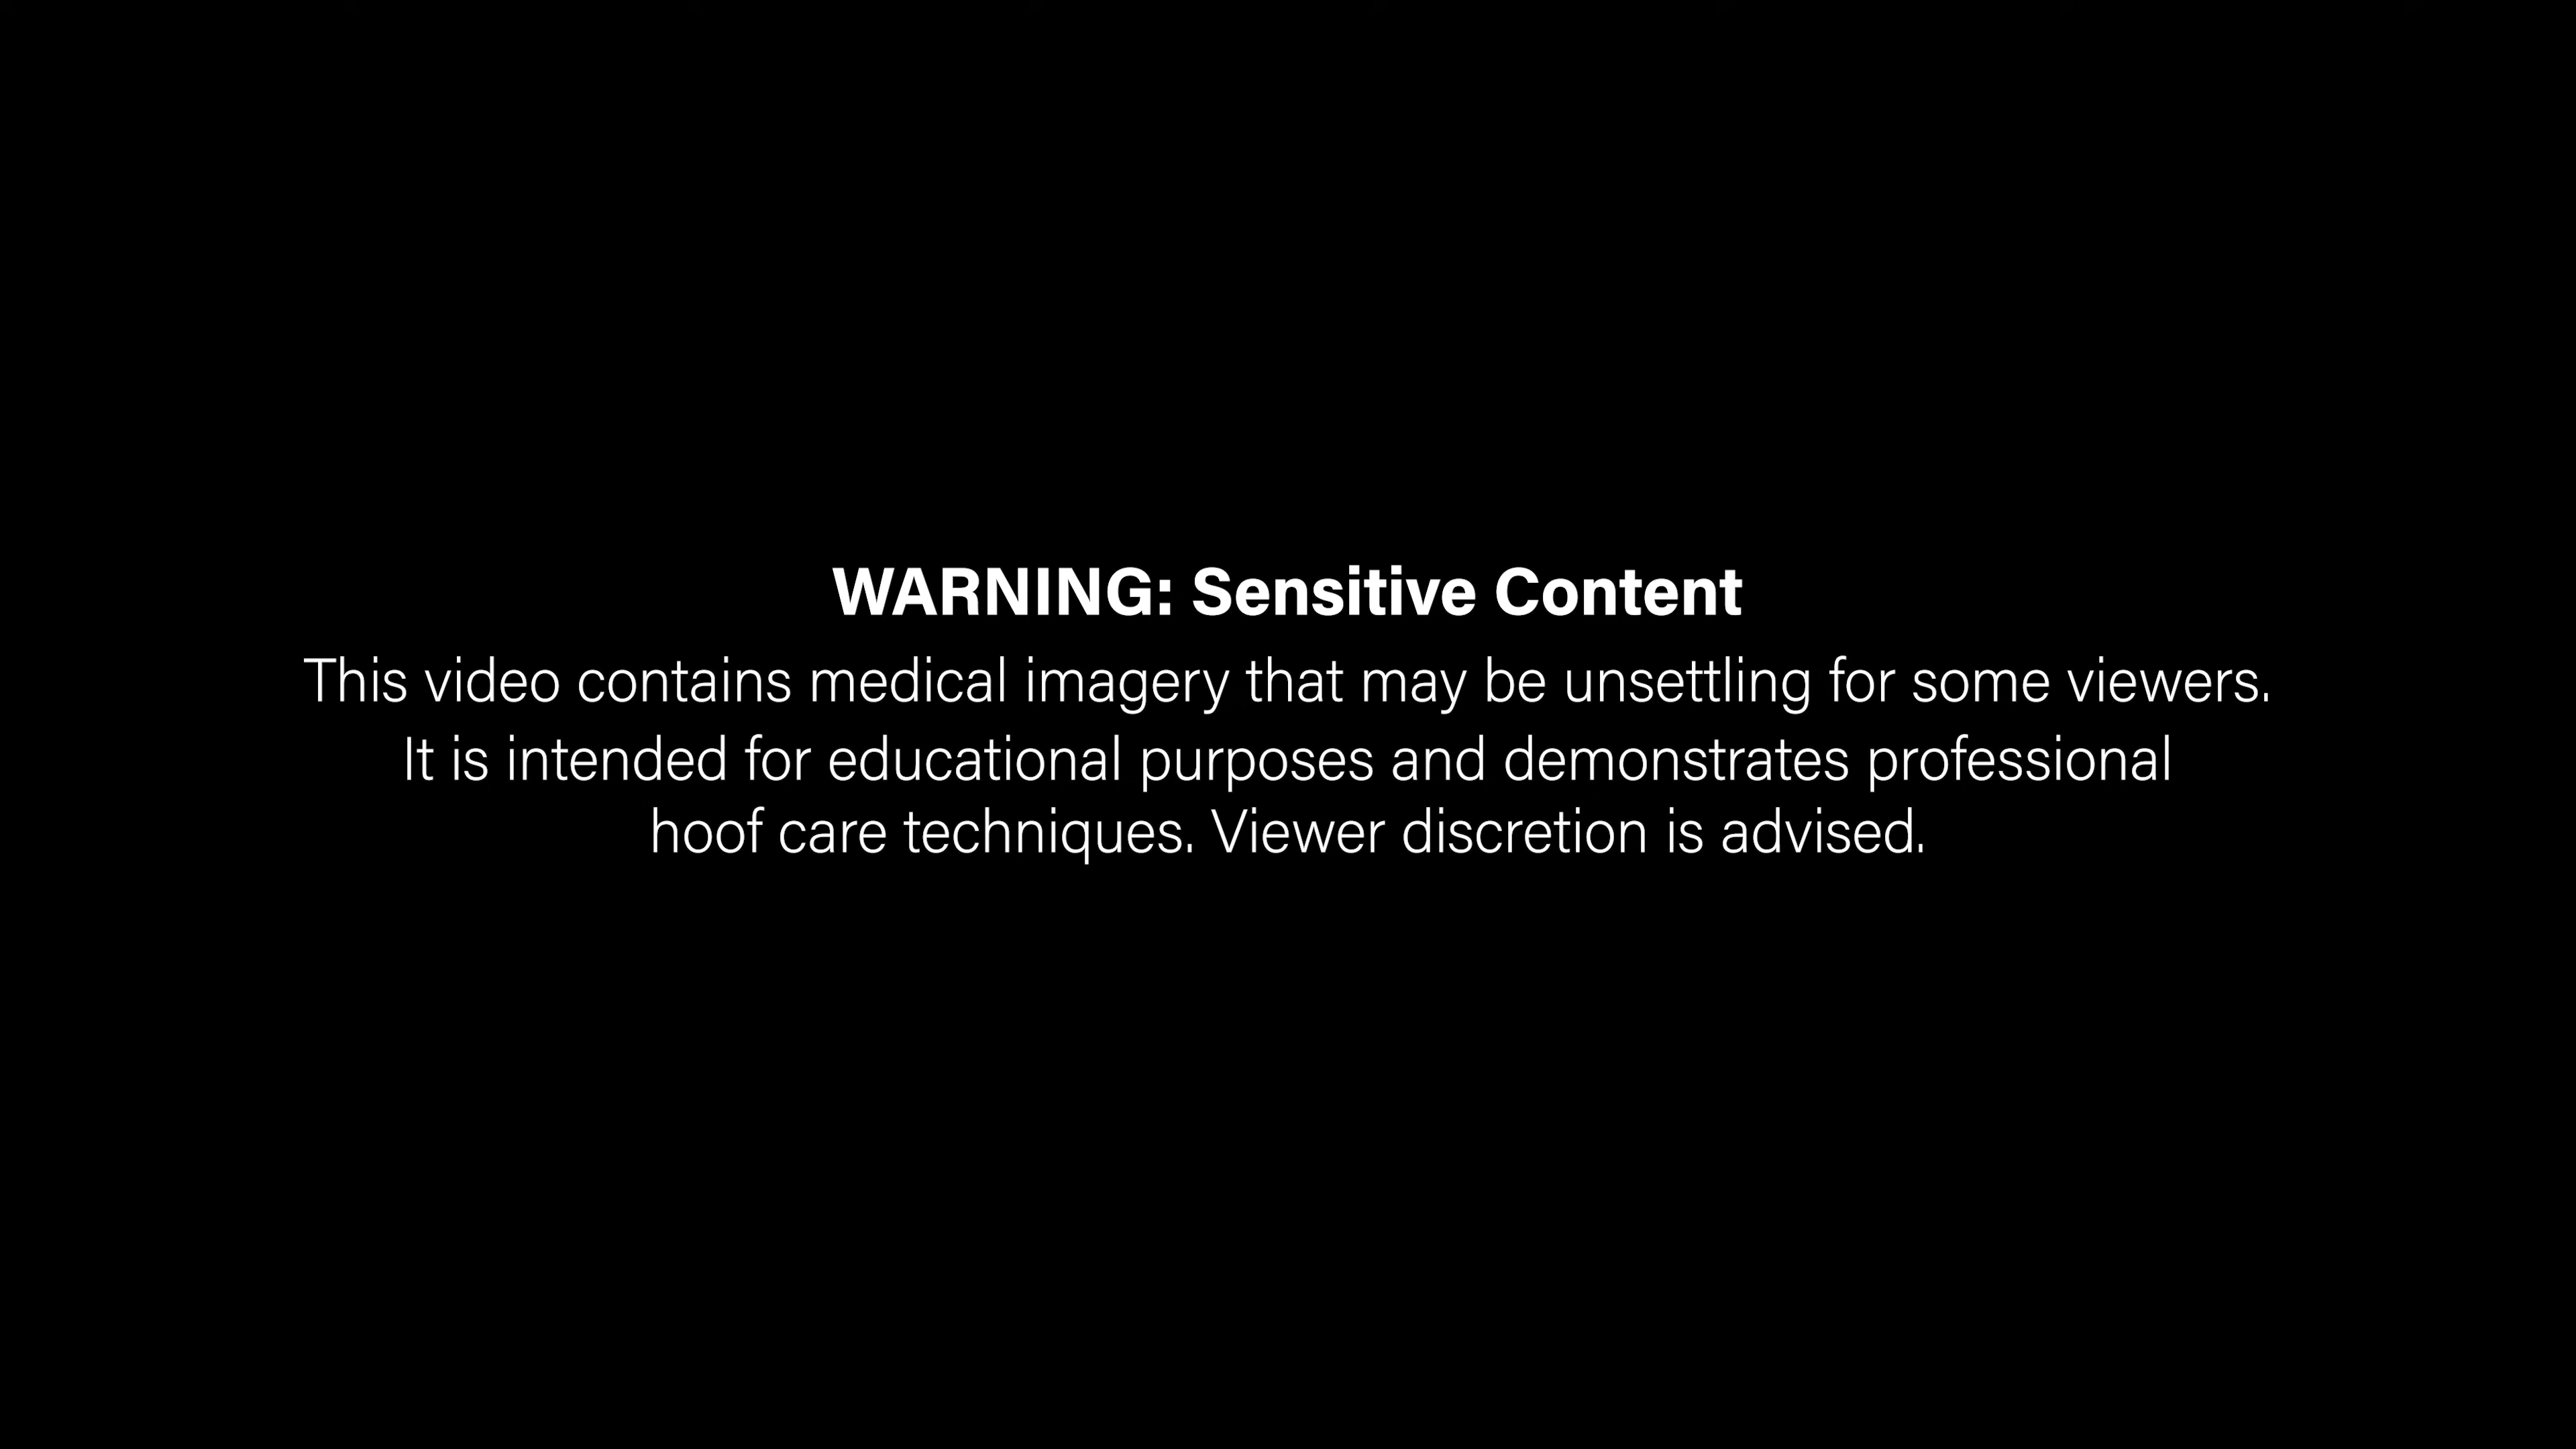 WARNING: Sensitive Content
This video contains medical imagery that may be unsettling for some viewers.
It is intended for educational purposes and demonstrates professional
hoof care techniques. Viewer discretion is advised.